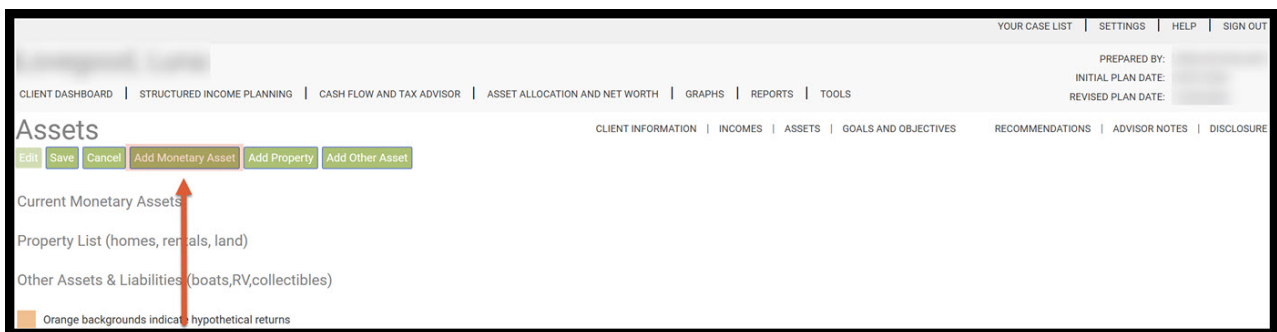 YOUR CASE LIST | SETTINGS | HELP | SIGN OUT
PREPARED BY:
INITIAL PLAN DATE:
REVISED PLAN DATE:
CLIENT DASHBOARD | STRUCTURED INCOME PLANNING | CASH FLOW AND TAX ADVISOR | ASSET ALLOCATION AND NET WORTH | GRAPHS | REPORTS | TOOLS
Assets
CLIENT INFORMATION | INCOMES | ASSETS | GOALS AND OBJECTIVES RECOMMENDATIONS | ADVISOR NOTES | DISCLOSURE
Edit Save Cancel Add Monetary Asset Add Property Add Other Asset
Current Monetary Assets
Property List (homes, rentals, land)
Other Assets & Liabilities (boats,RV,collectibles)
Orange backgrounds indicate hypothetical returns